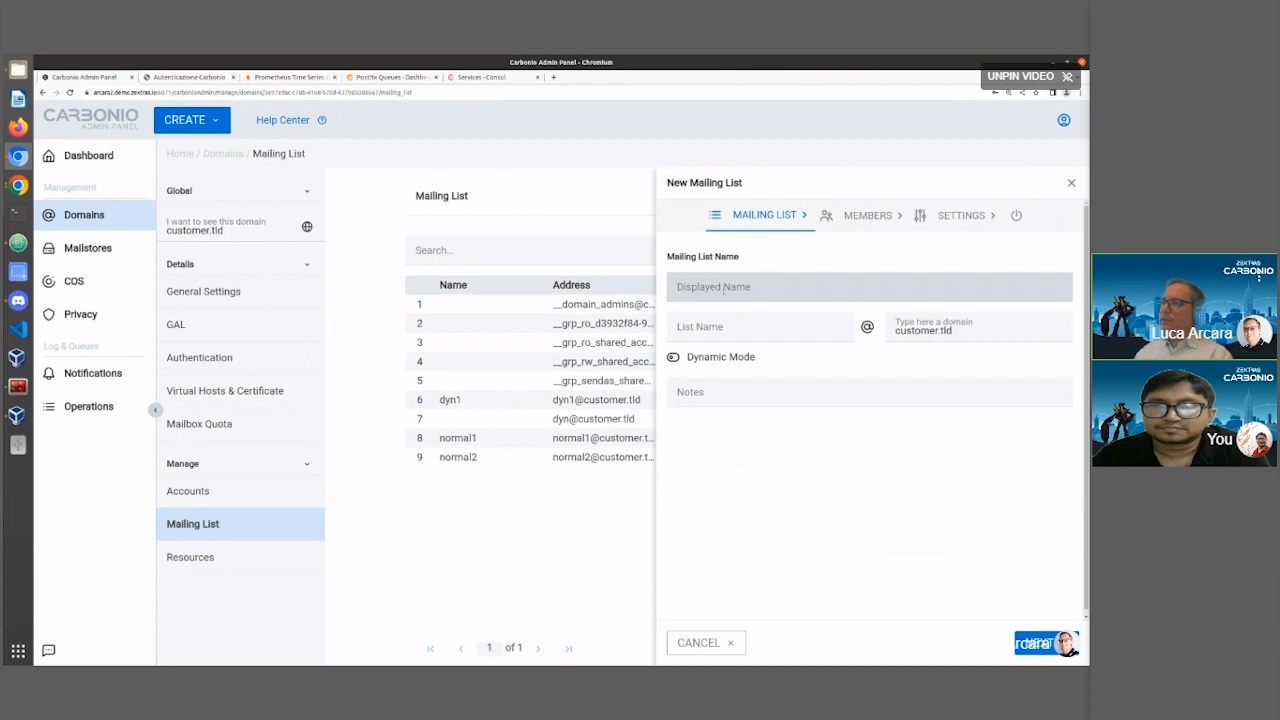 Carbonio Admin Panel - Chromium
Carbonio Admin Panel
Autenticazione Carbonio
Prometheus Time Series
Postfix Queues - Dashbo
Services - Consul
UNPIN VIDEO
CARBONIO
ADMIN PANEL
CREATE
Help Center
Dashboard
Management
Domains
Mailstores
COS
Privacy
Log & Queues
Notifications
Operations
Home / Domains / Mailing List
Global
I want to see this domain
customer.tld
Details
General Settings
GAL
Authentication
Virtual Hosts & Certificate
Mailbox Quota
Manage
Accounts
Mailing List
Resources
Mailing List
Search...
Name Address
1 __domain_admins@c...
2 __grp_ro_d3932f84-9...
3 __grp_ro_shared_acc...
4 __grp_rw_shared_acc...
5 __grp_sendas_share...
6 dyn1 dyn1@customer.tld
7 dyn@customer.tld
8 normal1 normal1@customer.t...
9 normal2 normal2@customer.t...
1 of 1
New Mailing List
MAILING LIST
MEMBERS
SETTINGS
Mailing List Name
Displayed Name
List Name
@
Type here a domain
customer.tld
Dynamic Mode
Notes
CANCEL
ZEXTRAS
CARBONIO
Luca Arcara
ZEXTRAS
CARBONIO
You